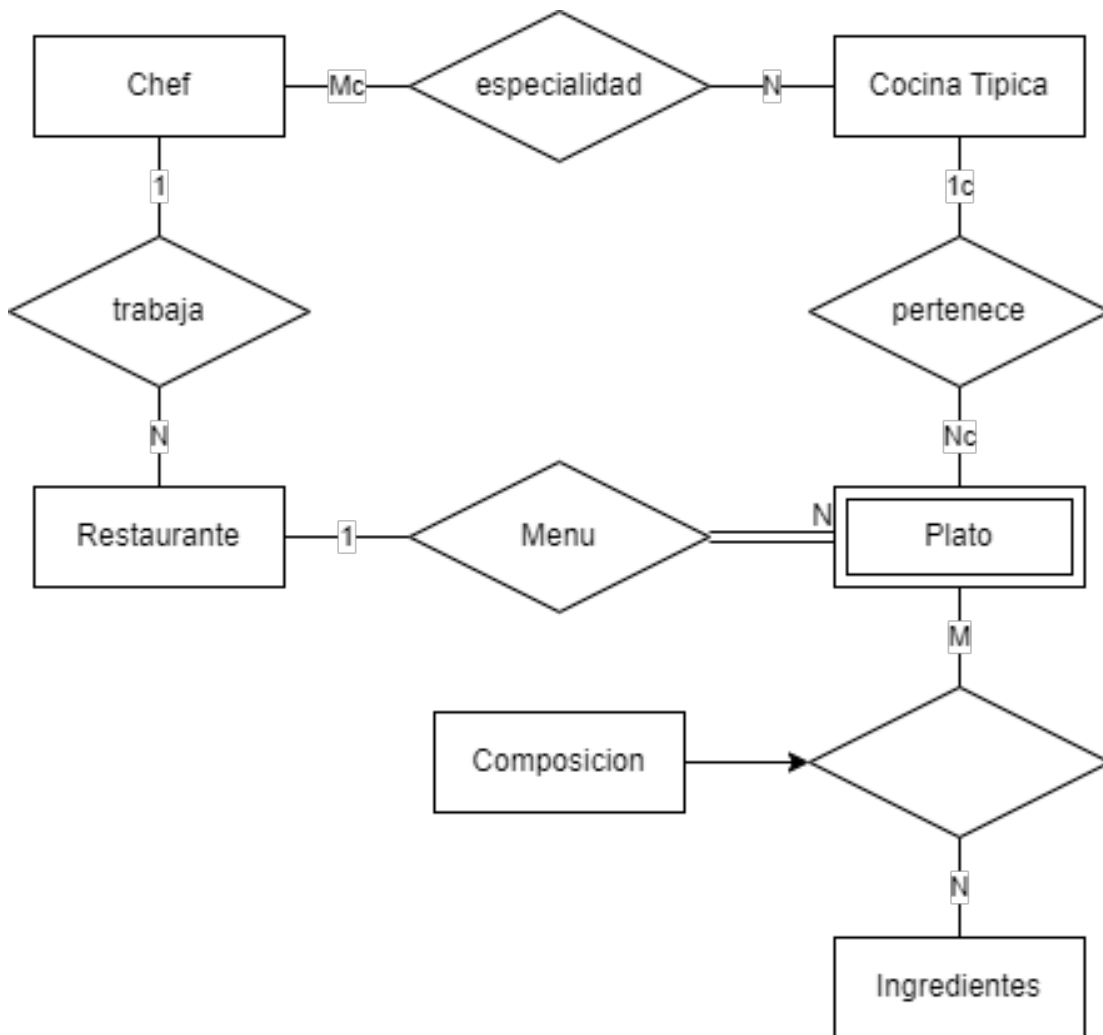 Chef
Mc
especialidad
N
Cocina Tipica
1
1c
trabaja
pertenece
N
Nc
Restaurante
1
Menu
N
Plato
M
Composicion
N
Ingredientes